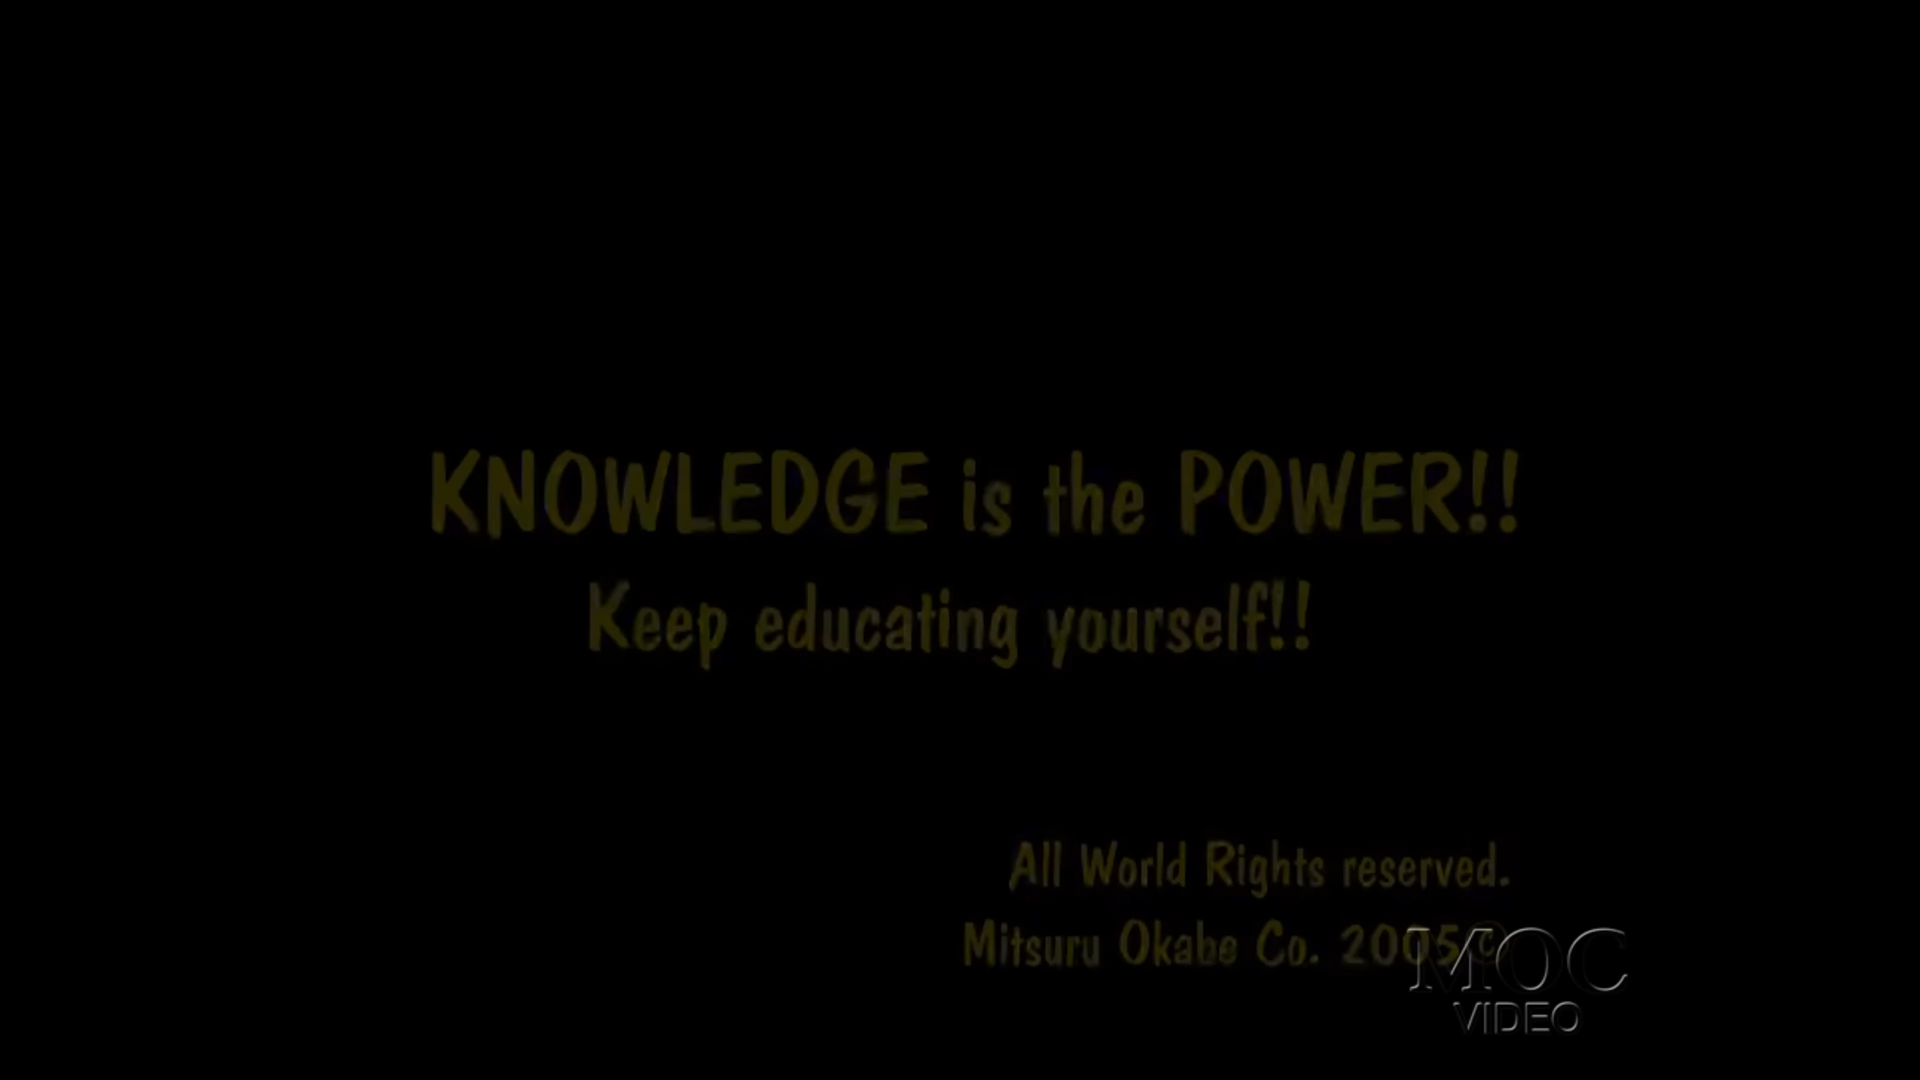 KNOWLEDGE is the POWER!!
Keep educating yourself!!
All World Rights reserved.
Mitsuru Okabe Co. 2005©
MOC
VIDEO